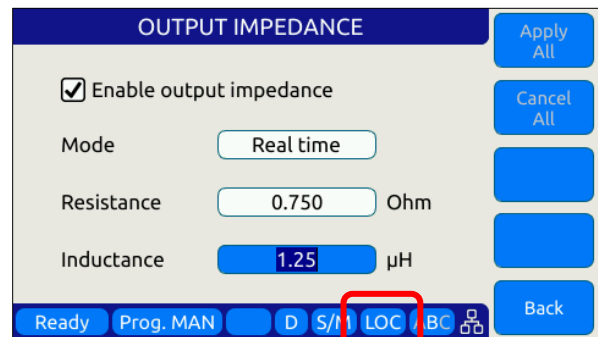 OUTPUT IMPEDANCE
Apply
All
Enable output impedance
Cancel
All
Mode
Real time
Resistance
0.750
Ohm
Inductance
1.25
µH
Back
Ready
Prog. MAN
D
S/M
LOC
ABC